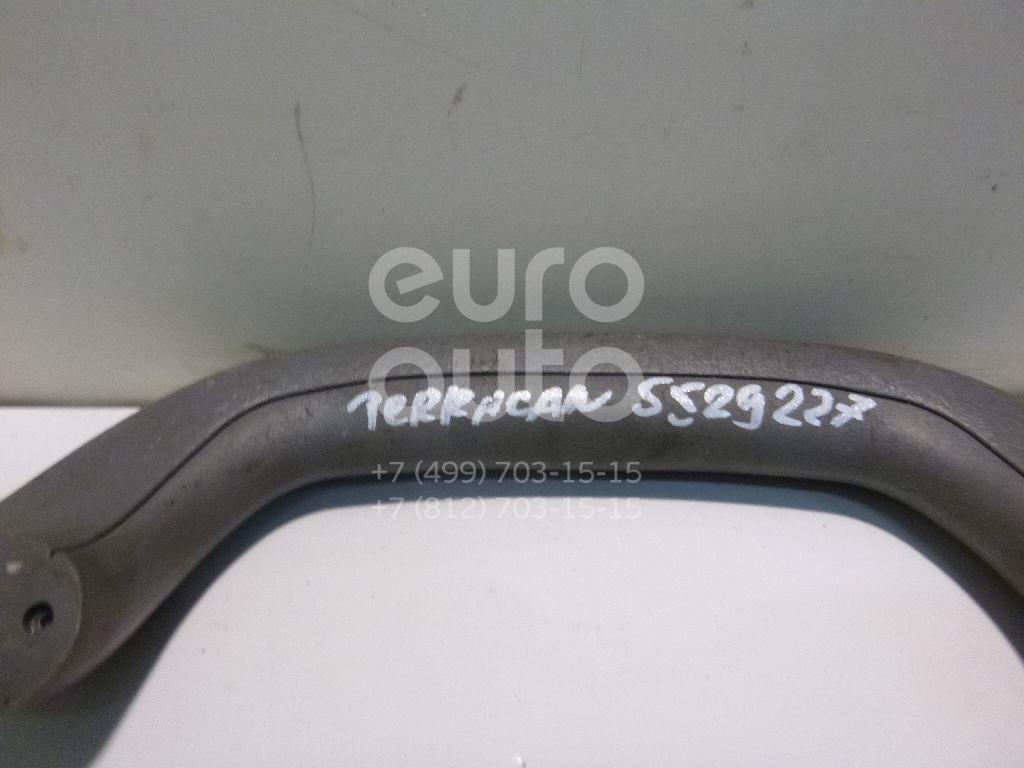 euro
auto
TERRACAN 5529227
+7 (499) 703-15-15
+7 (812) 703-15-15